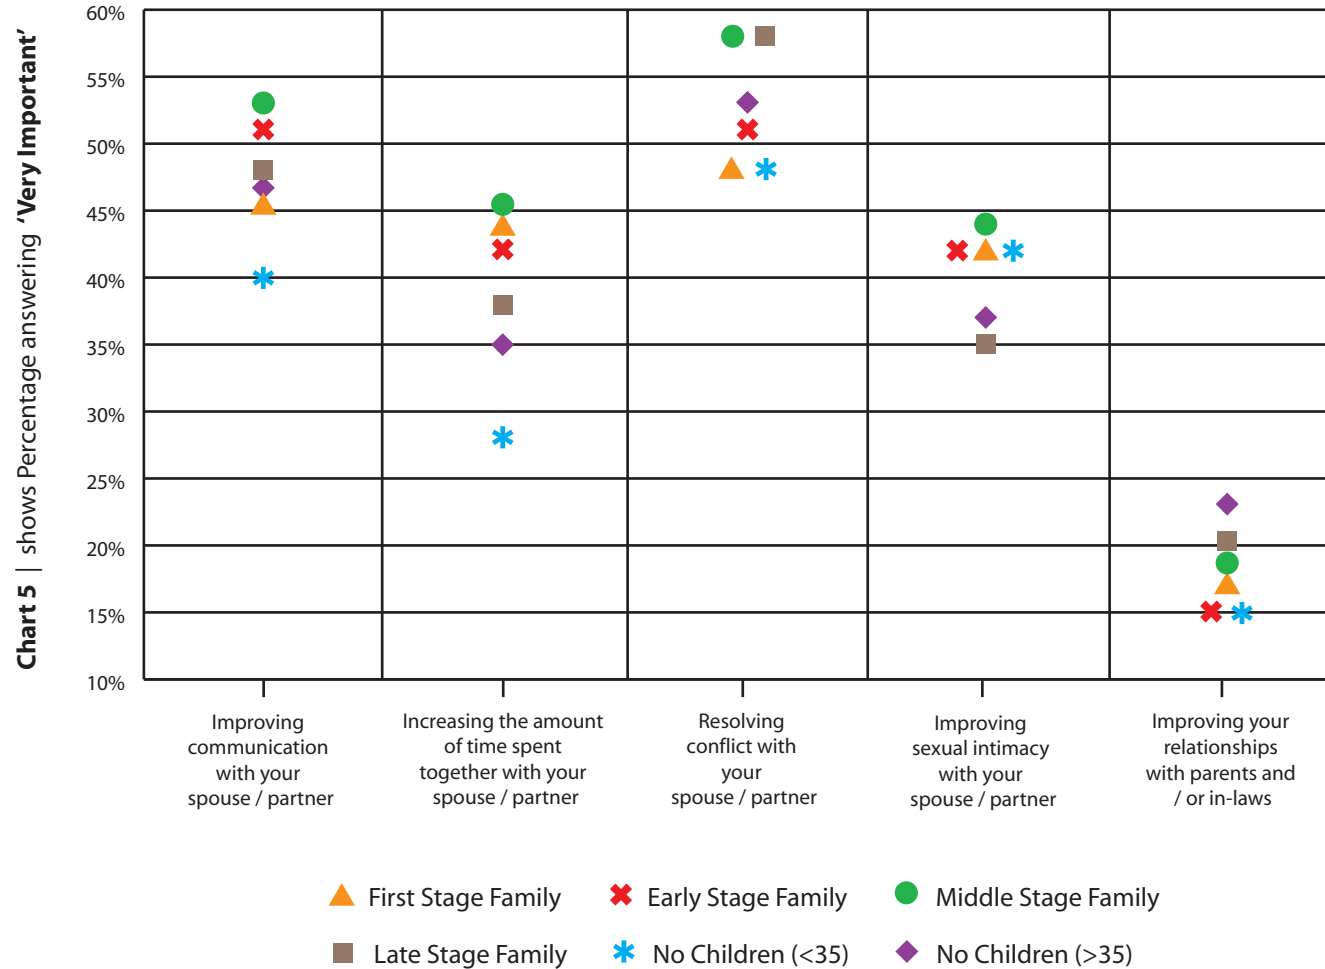 Chart 5 | shows Percentage answering ‘Very Important’
60%
55%
50%
45%
40%
35%
30%
25%
20%
15%
10%
Improving
communication
with your
spouse / partner
Increasing the amount
of time spent
together with your
spouse / partner
Resolving
conflict with
your
spouse / partner
Improving
sexual intimacy
with your
spouse / partner
Improving your
relationships
with parents and
/ or in-laws
First Stage Family
Early Stage Family
Middle Stage Family
Late Stage Family
No Children (<35)
No Children (>35)